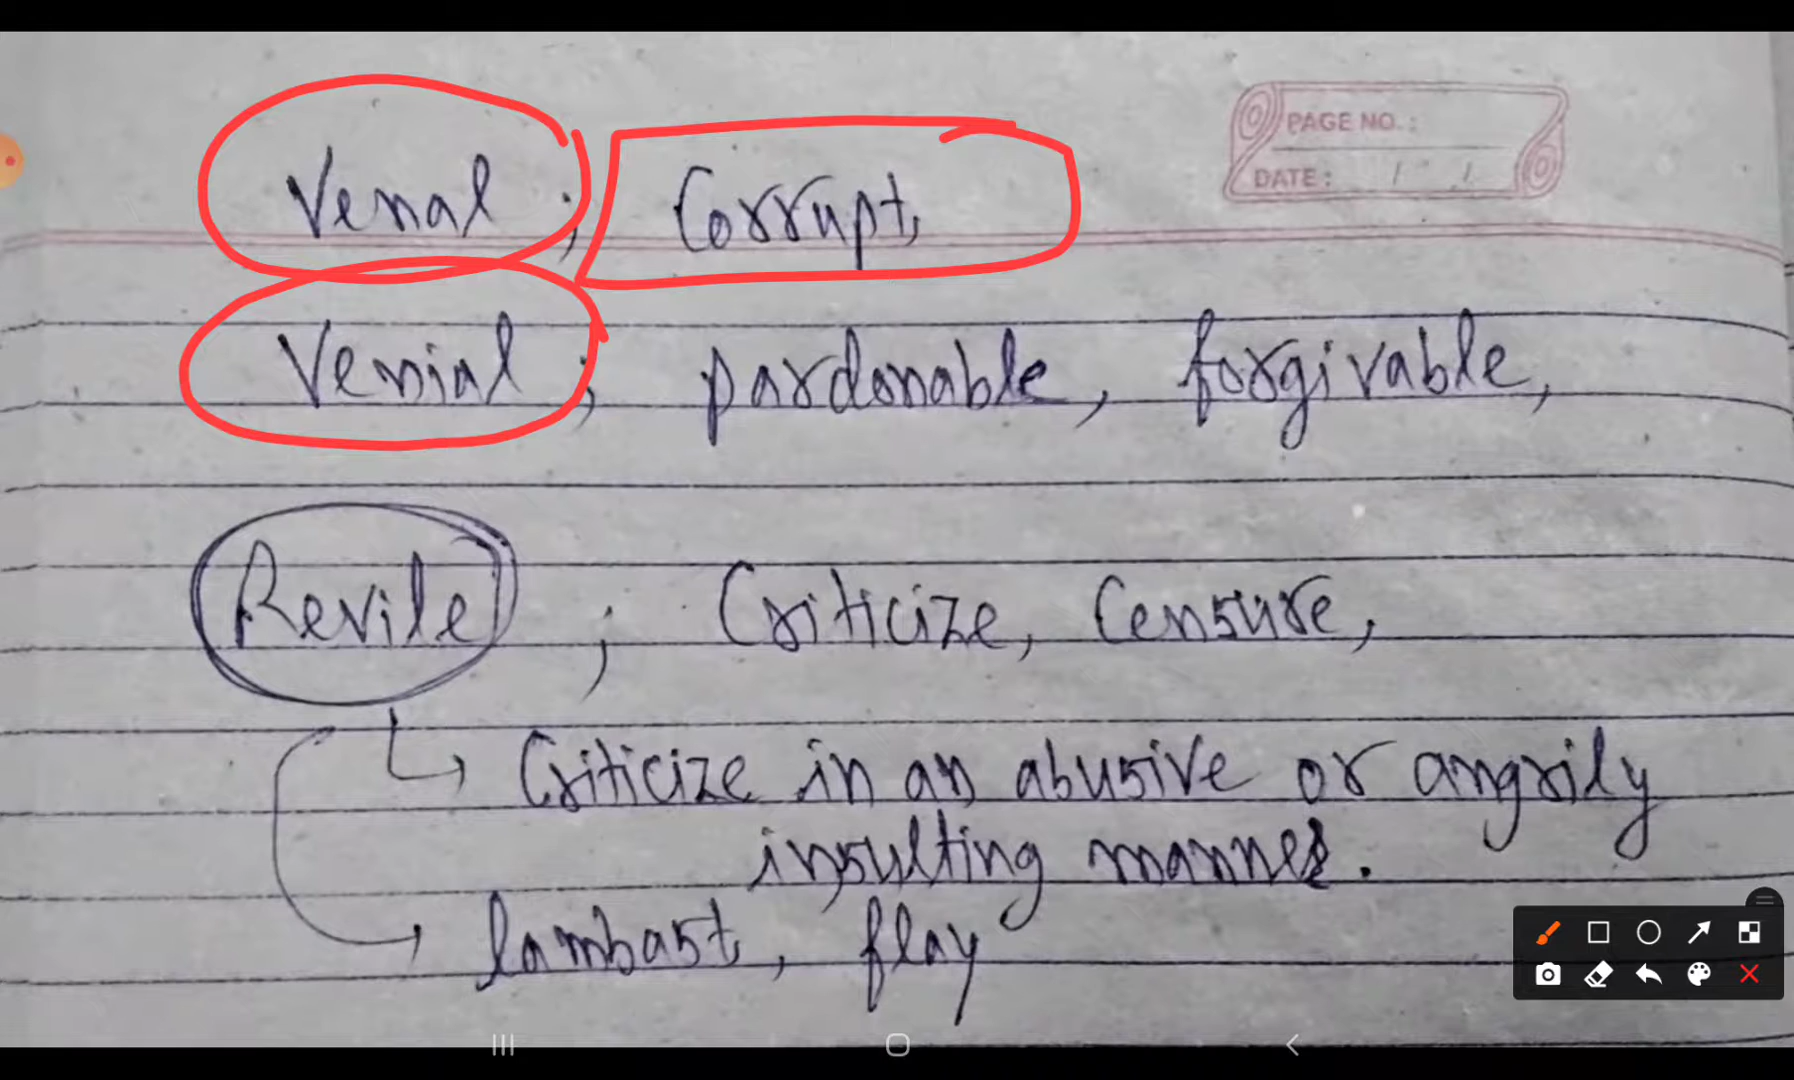 PAGE NO. :
DATE : / /
Venal ; Corrupt,
Venial ; pardonable, forgivable,
Revile ; Criticize, Censure,
Criticize in an abusive or angrily
insulting manner.
lambast, flay